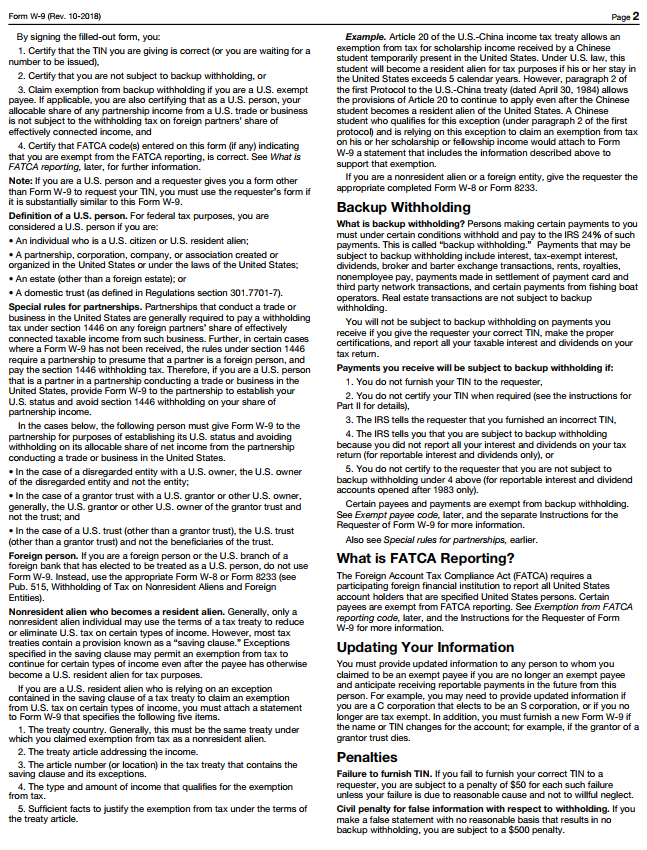 Form W-9 (Rev. 10-2018)
Page 2
By signing the filled-out form, you:
1. Certify that the TIN you are giving is correct (or you are waiting for a
number to be issued),
2. Certify that you are not subject to backup withholding, or
3. Claim exemption from backup withholding if you are a U.S. exempt
payee. If applicable, you are also certifying that as a U.S. person, your
allocable share of any partnership income from a U.S. trade or business
is not subject to the withholding tax on foreign partners' share of
effectively connected income, and
4. Certify that FATCA code(s) entered on this form (if any) indicating
that you are exempt from the FATCA reporting, is correct. See What is
FATCA reporting, later, for further information.
Note: If you are a U.S. person and a requester gives you a form other
than Form W-9 to request your TIN, you must use the requester's form if
it is substantially similar to this Form W-9.
Definition of a U.S. person. For federal tax purposes, you are
considered a U.S. person if you are:
• An individual who is a U.S. citizen or U.S. resident alien;
• A partnership, corporation, company, or association created or
organized in the United States or under the laws of the United States;
• An estate (other than a foreign estate); or
• A domestic trust (as defined in Regulations section 301.7701-7).
Special rules for partnerships. Partnerships that conduct a trade or
business in the United States are generally required to pay a withholding
tax under section 1446 on any foreign partners' share of effectively
connected taxable income from such business. Further, in certain cases
where a Form W-9 has not been received, the rules under section 1446
require a partnership to presume that a partner is a foreign person, and
pay the section 1446 withholding tax. Therefore, if you are a U.S. person
that is a partner in a partnership conducting a trade or business in the
United States, provide Form W-9 to the partnership to establish your
U.S. status and avoid section 1446 withholding on your share of
partnership income.
In the cases below, the following person must give Form W-9 to the
partnership for purposes of establishing its U.S. status and avoiding
withholding on its allocable share of net income from the partnership
conducting a trade or business in the United States.
• In the case of a disregarded entity with a U.S. owner, the U.S. owner
of the disregarded entity and not the entity;
• In the case of a grantor trust with a U.S. grantor or other U.S. owner,
generally, the U.S. grantor or other U.S. owner of the grantor trust and
not the trust; and
• In the case of a U.S. trust (other than a grantor trust), the U.S. trust
(other than a grantor trust) and not the beneficiaries of the trust.
Foreign person. If you are a foreign person or the U.S. branch of a
foreign bank that has elected to be treated as a U.S. person, do not use
Form W-9. Instead, use the appropriate Form W-8 or Form 8233 (see
Pub. 515, Withholding of Tax on Nonresident Aliens and Foreign
Entities).
Nonresident alien who becomes a resident alien. Generally, only a
nonresident alien individual may use the terms of a tax treaty to reduce
or eliminate U.S. tax on certain types of income. However, most tax
treaties contain a provision known as a "saving clause." Exceptions
specified in the saving clause may permit an exemption from tax to
continue for certain types of income even after the payee has otherwise
become a U.S. resident alien for tax purposes.
If you are a U.S. resident alien who is relying on an exception
contained in the saving clause of a tax treaty to claim an exemption
from U.S. tax on certain types of income, you must attach a statement
to Form W-9 that specifies the following five items.
1. The treaty country. Generally, this must be the same treaty under
which you claimed exemption from tax as a nonresident alien.
2. The treaty article addressing the income.
3. The article number (or location) in the tax treaty that contains the
saving clause and its exceptions.
4. The type and amount of income that qualifies for the exemption
from tax.
5. Sufficient facts to justify the exemption from tax under the terms of
the treaty article.
Example. Article 20 of the U.S.-China income tax treaty allows an
exemption from tax for scholarship income received by a Chinese
student temporarily present in the United States. Under U.S. law, this
student will become a resident alien for tax purposes if his or her stay in
the United States exceeds 5 calendar years. However, paragraph 2 of
the first Protocol to the U.S.-China treaty (dated April 30, 1984) allows
the provisions of Article 20 to continue to apply even after the Chinese
student becomes a resident alien of the United States. A Chinese
student who qualifies for this exception (under paragraph 2 of the first
protocol) and is relying on this exception to claim an exemption from tax
on his or her scholarship or fellowship income would attach to Form
W-9 a statement that includes the information described above to
support that exemption.
If you are a nonresident alien or a foreign entity, give the requester the
appropriate completed Form W-8 or Form 8233.
Backup Withholding
What is backup withholding? Persons making certain payments to you
must under certain conditions withhold and pay to the IRS 24% of such
payments. This is called "backup withholding." Payments that may be
subject to backup withholding include interest, tax-exempt interest,
dividends, broker and barter exchange transactions, rents, royalties,
nonemployee pay, payments made in settlement of payment card and
third party network transactions, and certain payments from fishing boat
operators. Real estate transactions are not subject to backup
withholding.
You will not be subject to backup withholding on payments you
receive if you give the requester your correct TIN, make the proper
certifications, and report all your taxable interest and dividends on your
tax return.
Payments you receive will be subject to backup withholding if:
1. You do not furnish your TIN to the requester,
2. You do not certify your TIN when required (see the instructions for
Part II for details),
3. The IRS tells the requester that you furnished an incorrect TIN,
4. The IRS tells you that you are subject to backup withholding
because you did not report all your interest and dividends on your tax
return (for reportable interest and dividends only), or
5. You do not certify to the requester that you are not subject to
backup withholding under 4 above (for reportable interest and dividend
accounts opened after 1983 only).
Certain payees and payments are exempt from backup withholding.
See Exempt payee code, later, and the separate Instructions for the
Requester of Form W-9 for more information.
Also see Special rules for partnerships, earlier.
What is FATCA Reporting?
The Foreign Account Tax Compliance Act (FATCA) requires a
participating foreign financial institution to report all United States
account holders that are specified United States persons. Certain
payees are exempt from FATCA reporting. See Exemption from FATCA
reporting code, later, and the Instructions for the Requester of Form
W-9 for more information.
Updating Your Information
You must provide updated information to any person to whom you
claimed to be an exempt payee if you are no longer an exempt payee
and anticipate receiving reportable payments in the future from this
person. For example, you may need to provide updated information if
you are a C corporation that elects to be an S corporation, or if you no
longer are tax exempt. In addition, you must furnish a new Form W-9 if
the name or TIN changes for the account; for example, if the grantor of a
grantor trust dies.
Penalties
Failure to furnish TIN. If you fail to furnish your correct TIN to a
requester, you are subject to a penalty of $50 for each such failure
unless your failure is due to reasonable cause and not to willful neglect.
Civil penalty for false information with respect to withholding. If you
make a false statement with no reasonable basis that results in no
backup withholding, you are subject to a $500 penalty.